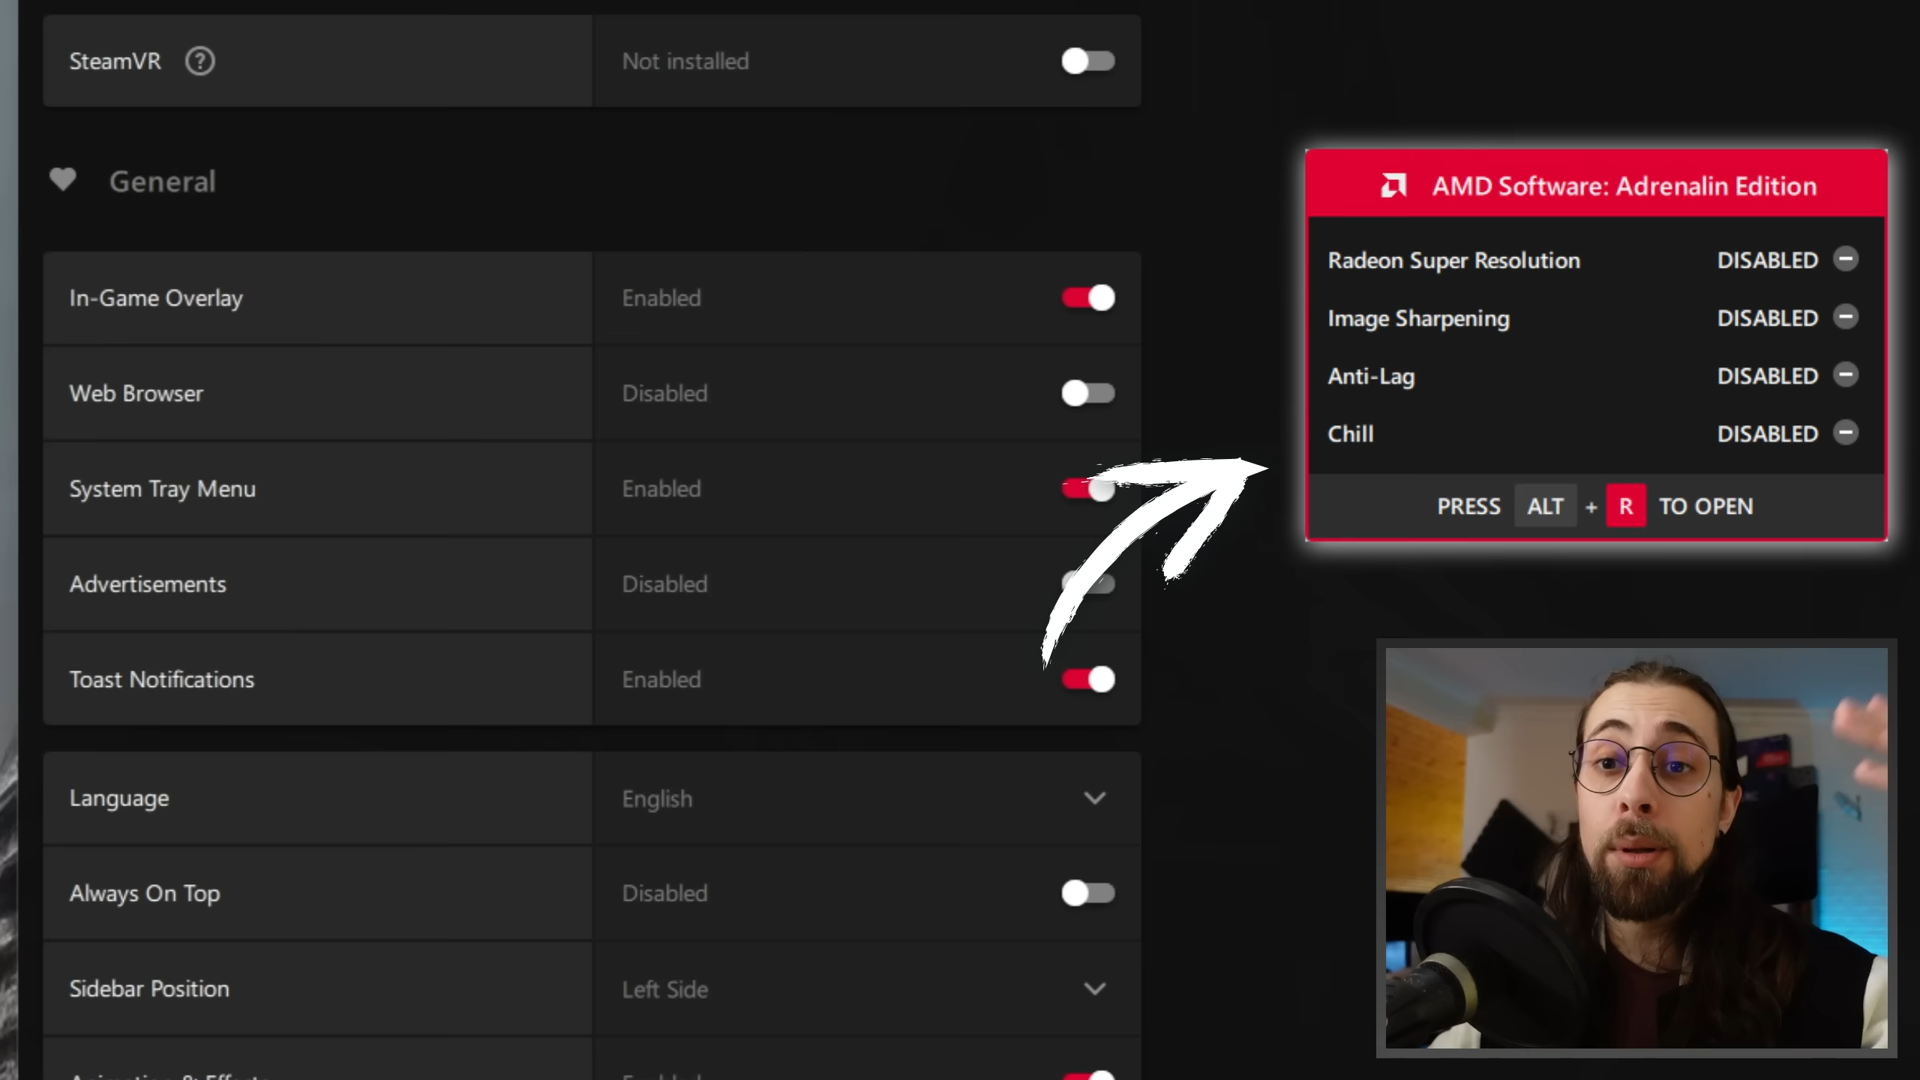 SteamVR ? Not installed
General
In-Game Overlay Enabled
Web Browser Disabled
System Tray Menu Enabled
Advertisements Disabled
Toast Notifications Enabled
Language English
Always On Top Disabled
Sidebar Position Left Side
AMD Software: Adrenalin Edition
Radeon Super Resolution DISABLED
Image Sharpening DISABLED
Anti-Lag DISABLED
Chill DISABLED
PRESS ALT + R TO OPEN